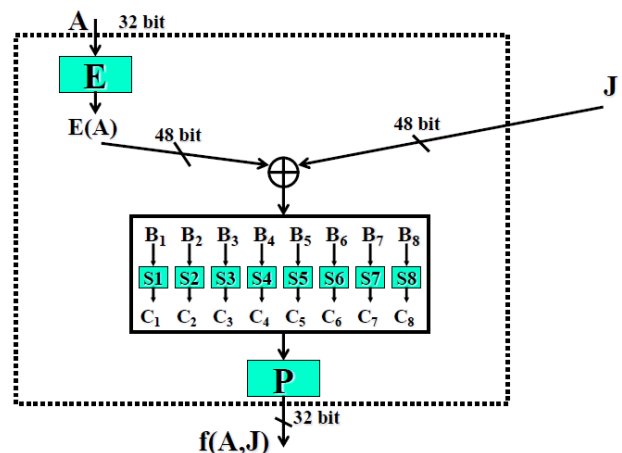 A 32 bit
E
J
E(A) 48 bit 48 bit
B1 B2 B3 B4 B5 B6 B7 B8
S1 S2 S3 S4 S5 S6 S7 S8
C1 C2 C3 C4 C5 C6 C7 C8
P
32 bit
f(A,J)